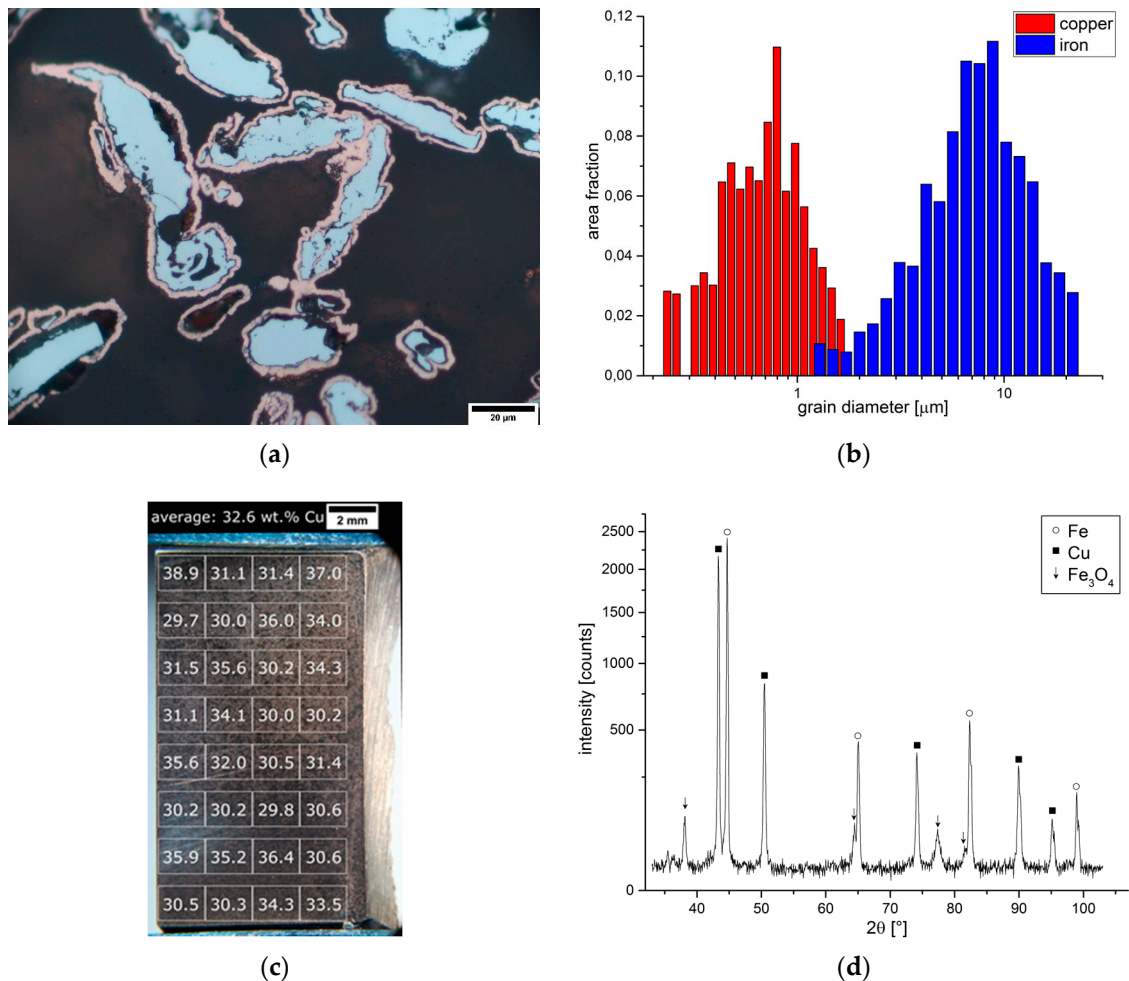 20 µm
(a)
0,12
0,10
0,08
0,06
0,04
0,02
0,00
area fraction
copper
iron
1
10
grain diameter [µm]
(b)
average: 32.6 wt.% Cu
2 mm
38.9 31.1 31.4 37.0
29.7 30.0 36.0 34.0
31.5 35.6 30.2 34.3
31.1 34.1 30.0 30.2
35.6 32.0 30.5 31.4
30.2 30.2 29.8 30.6
35.9 35.2 36.4 30.6
30.5 30.3 34.3 33.5
(c)
2500
2000
1500
1000
500
0
intensity [counts]
Fe
Cu
Fe₃O₄
40 50 60 70 80 90 100
2θ [°]
(d)